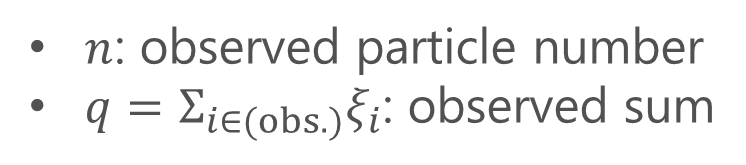 • n: observed particle number
• q = Σ_{i∈(obs.)} ξ_i: observed sum